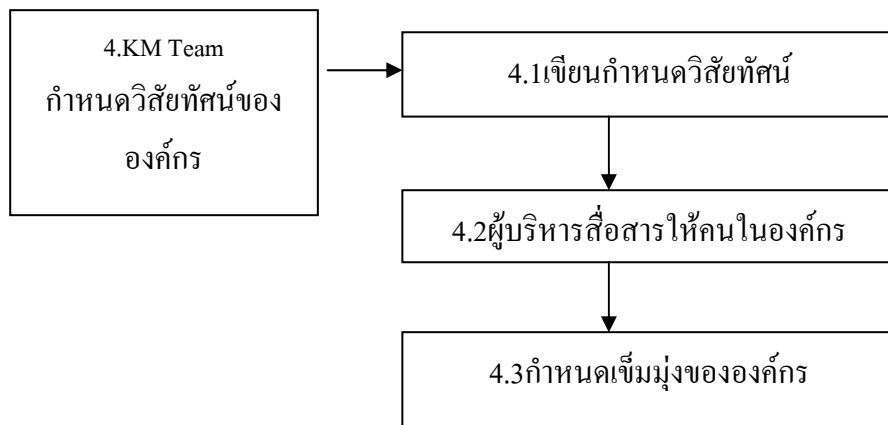 4.KM Team
กำหนดวิสัยทัศน์ของ
องค์กร
4.1เขียนกำหนดวิสัยทัศน์
4.2ผู้บริหารสื่อสารให้คนในองค์กร
4.3กำหนดเข็มมุ่งขององค์กร